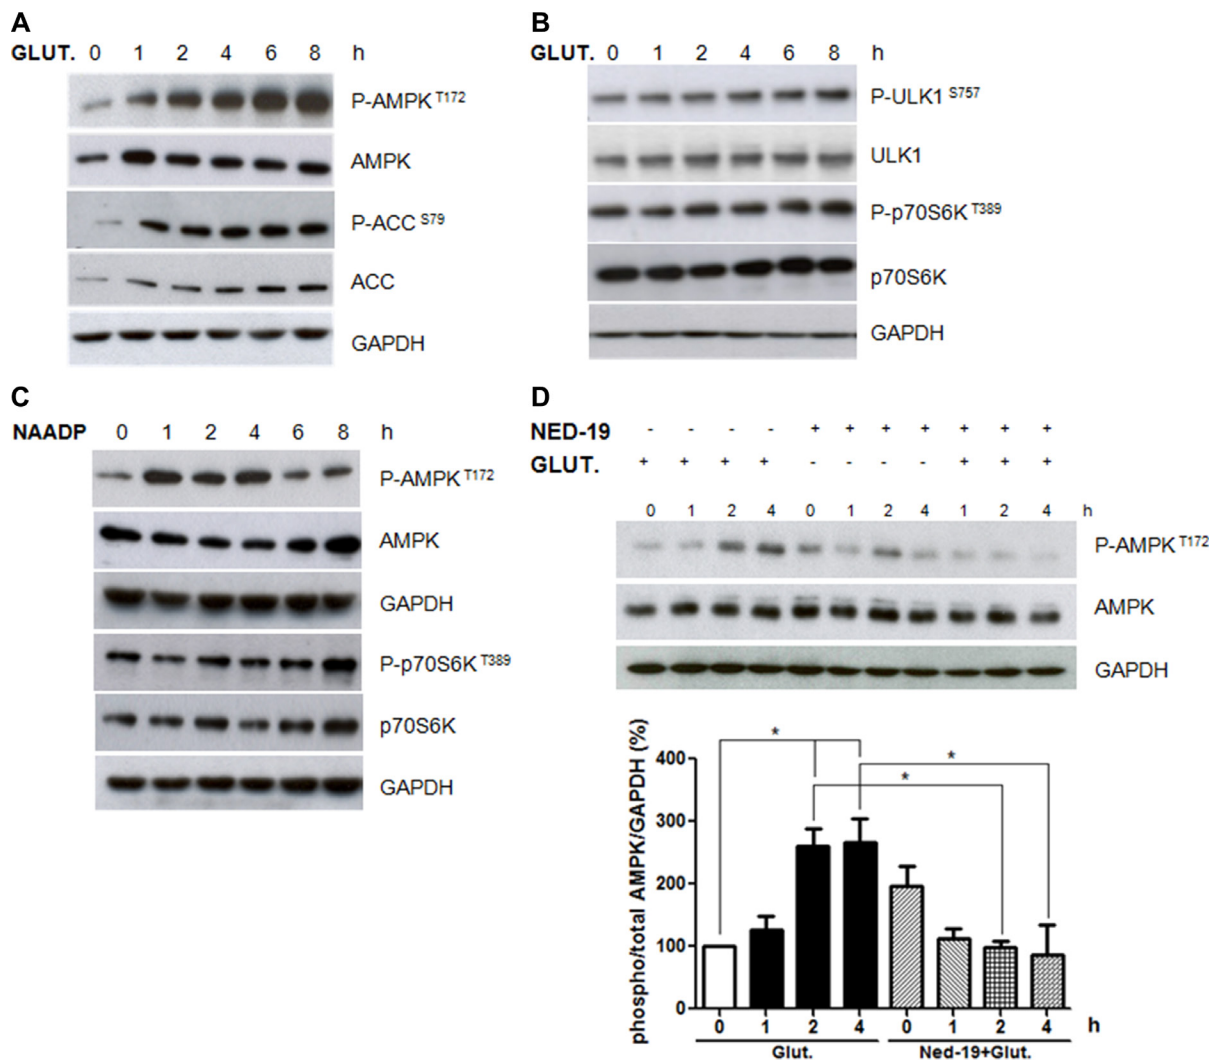 A
GLUT. 0 1 2 4 6 8 h
P-AMPK T172
AMPK
P-ACC S79
ACC
GAPDH
B
GLUT. 0 1 2 4 6 8 h
P-ULK1 S757
ULK1
P-p70S6K T389
p70S6K
GAPDH
C
NAADP 0 1 2 4 6 8 h
P-AMPK T172
AMPK
GAPDH
P-p70S6K T389
p70S6K
GAPDH
D
NED-19 - - - - + + + + + + +
GLUT. + + + + - - - - + + +
0 1 2 4 0 1 2 4 1 2 4 h
P-AMPK T172
AMPK
GAPDH
phospho/total AMPK/GAPDH (%)
400
300
200
100
0
* * *
0 1 2 4 0 1 2 4 h
Glut. Ned-19+Glut.